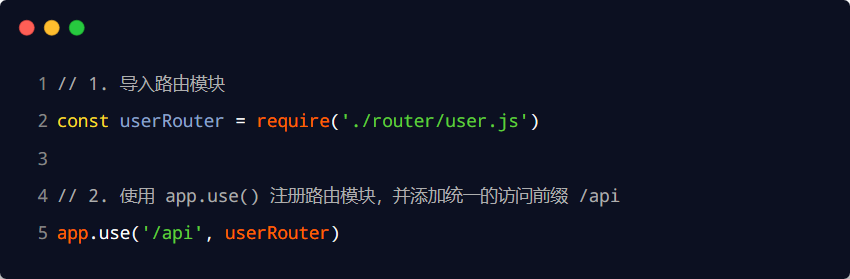 1 // 1. 导入路由模块
2 const userRouter = require('./router/user.js')
3
4 // 2. 使用 app.use() 注册路由模块，并添加统一的访问前缀 /api
5 app.use('/api', userRouter)